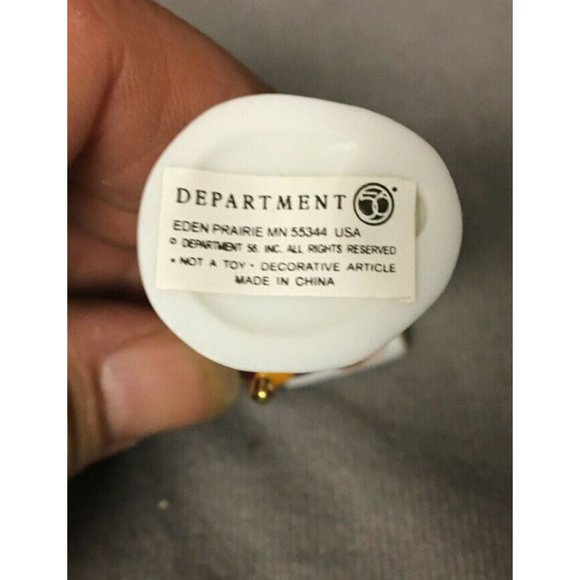 DEPARTMENT 56
EDEN PRAIRIE MN 55344 USA
© DEPARTMENT 56, INC. ALL RIGHTS RESERVED
* NOT A TOY • DECORATIVE ARTICLE
MADE IN CHINA